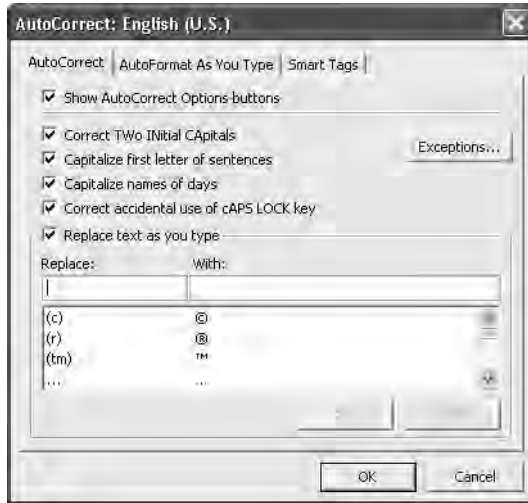 AutoCorrect: English (U.S.)
AutoCorrect AutoFormat As You Type Smart Tags
Show AutoCorrect Options buttons
Correct TWo INitial CApitals
Exceptions...
Capitalize first letter of sentences
Capitalize names of days
Correct accidental use of cAPS LOCK key
Replace text as you type
Replace: With:
(c) ©
(r) ®
(tm) ™
... ...
OK Cancel